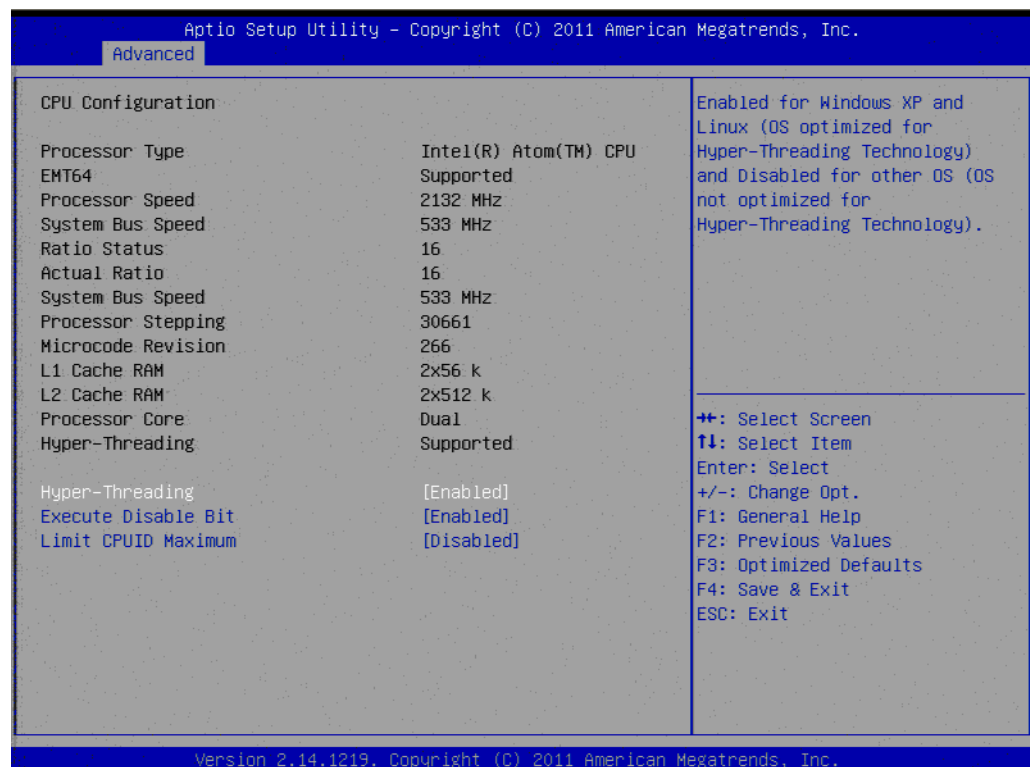 Aptio Setup Utility – Copyright (C) 2011 American Megatrends, Inc.
Advanced
CPU Configuration
Processor Type Intel(R) Atom(TM) CPU
EMT64 Supported
Processor Speed 2132 MHz
System Bus Speed 533 MHz
Ratio Status 16
Actual Ratio 16
System Bus Speed 533 MHz
Processor Stepping 30661
Microcode Revision 266
L1 Cache RAM 2x56 k
L2 Cache RAM 2x512 k
Processor Core Dual
Hyper-Threading Supported
Hyper-Threading [Enabled]
Execute Disable Bit [Enabled]
Limit CPUID Maximum [Disabled]
Enabled for Windows XP and
Linux (OS optimized for
Hyper-Threading Technology)
and Disabled for other OS (OS
not optimized for
Hyper-Threading Technology).
→←: Select Screen
↑↓: Select Item
Enter: Select
+/-: Change Opt.
F1: General Help
F2: Previous Values
F3: Optimized Defaults
F4: Save & Exit
ESC: Exit
Version 2.14.1219. Copyright (C) 2011 American Megatrends, Inc.